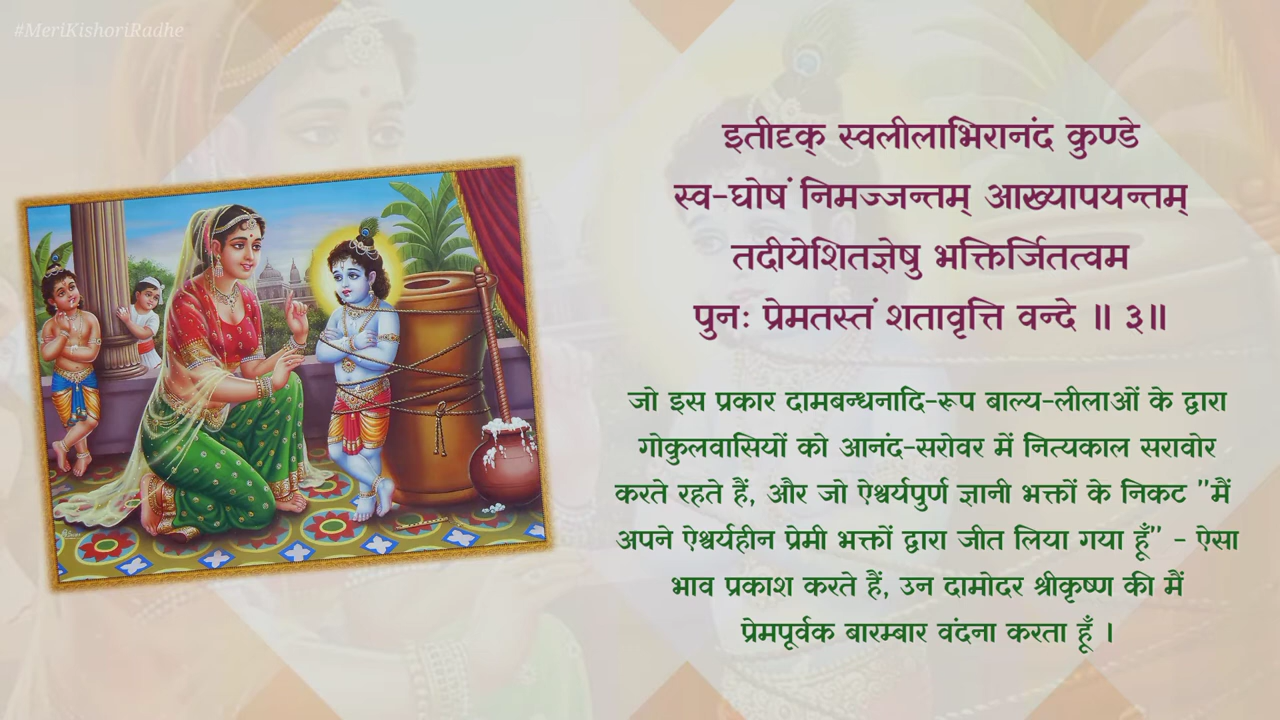 #MeriKishoriRadhe
इतीदृक् स्वलीलाभिरानंद कुण्डे
स्व-घोषं निमज्जन्तम् आख्यापयन्तम्
तदीयेशितज्ञेषु भक्तिर्जितत्वम
पुनः प्रेमतस्तं शतावृत्ति वन्दे ॥ ३॥
जो इस प्रकार दामबन्धनादि-रूप बाल्य-लीलाओं के द्वारा
गोकुलवासियों को आनंद-सरोवर में नित्यकाल सरावोर
करते रहते हैं, और जो ऐश्वर्यपुर्ण ज्ञानी भक्तों के निकट "मैं
अपने ऐश्वर्यहीन प्रेमी भक्तों द्वारा जीत लिया गया हूँ" - ऐसा
भाव प्रकाश करते हैं, उन दामोदर श्रीकृष्ण की मैं
प्रेमपूर्वक बारम्बार वंदना करता हूँ ।